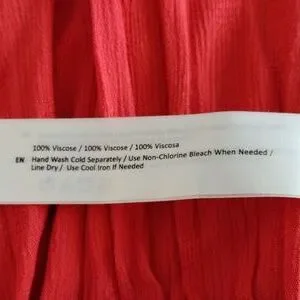 100% Viscose / 100% Viscose / 100% Viscosa
EN Hand Wash Cold Separately / Use Non-Chlorine Bleach When Needed /
Line Dry / Use Cool Iron If Needed